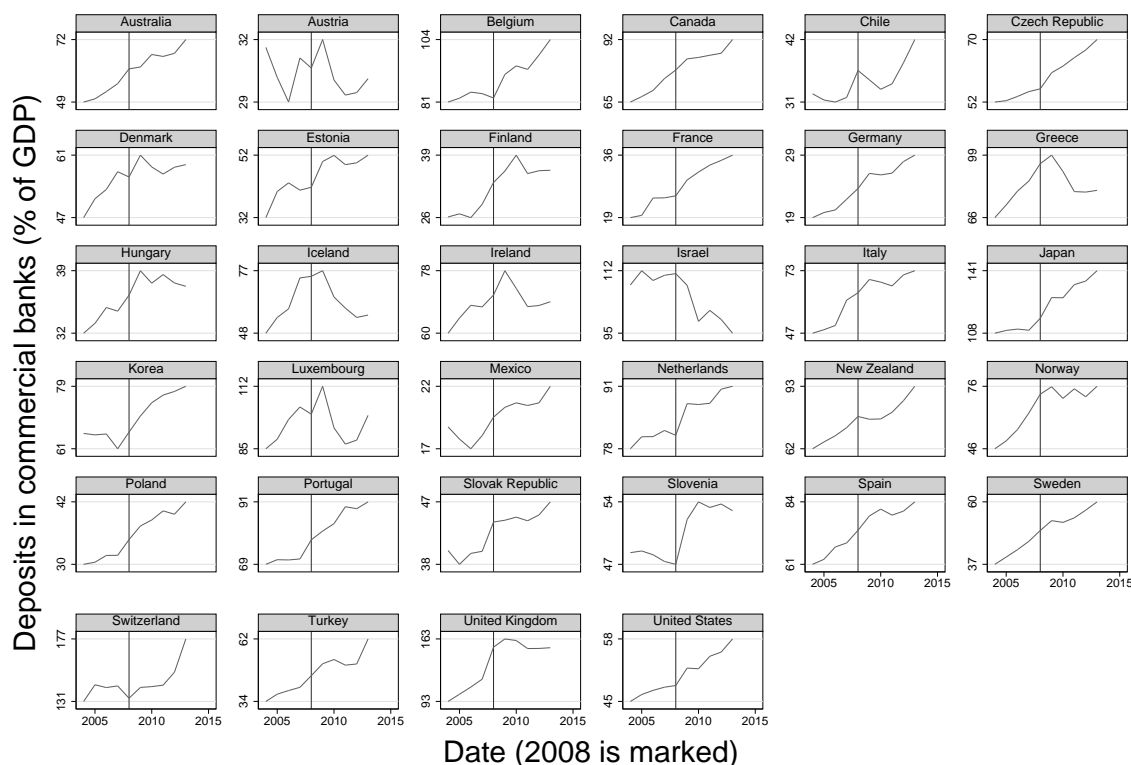 Deposits in commercial banks (% of GDP)
Australia Austria Belgium Canada Chile Czech Republic
72 32 104 92 42 70
49 29 81 65 31 52
Denmark Estonia Finland France Germany Greece
61 52 39 36 29 99
47 32 26 19 19 66
Hungary Iceland Ireland Israel Italy Japan
39 77 78 112 73 141
32 48 60 95 47 108
Korea Luxembourg Mexico Netherlands New Zealand Norway
79 112 22 91 93 76
61 85 17 78 62 46
Poland Portugal Slovak Republic Slovenia Spain Sweden
42 91 47 54 84 60
30 69 38 47 61 37
2005 2010 2015 2005 2010 2015
Switzerland Turkey United Kingdom United States
177 62 163 58
131 34 93 45
2005 2010 2015 2005 2010 2015 2005 2010 2015 2005 2010 2015
Date (2008 is marked)